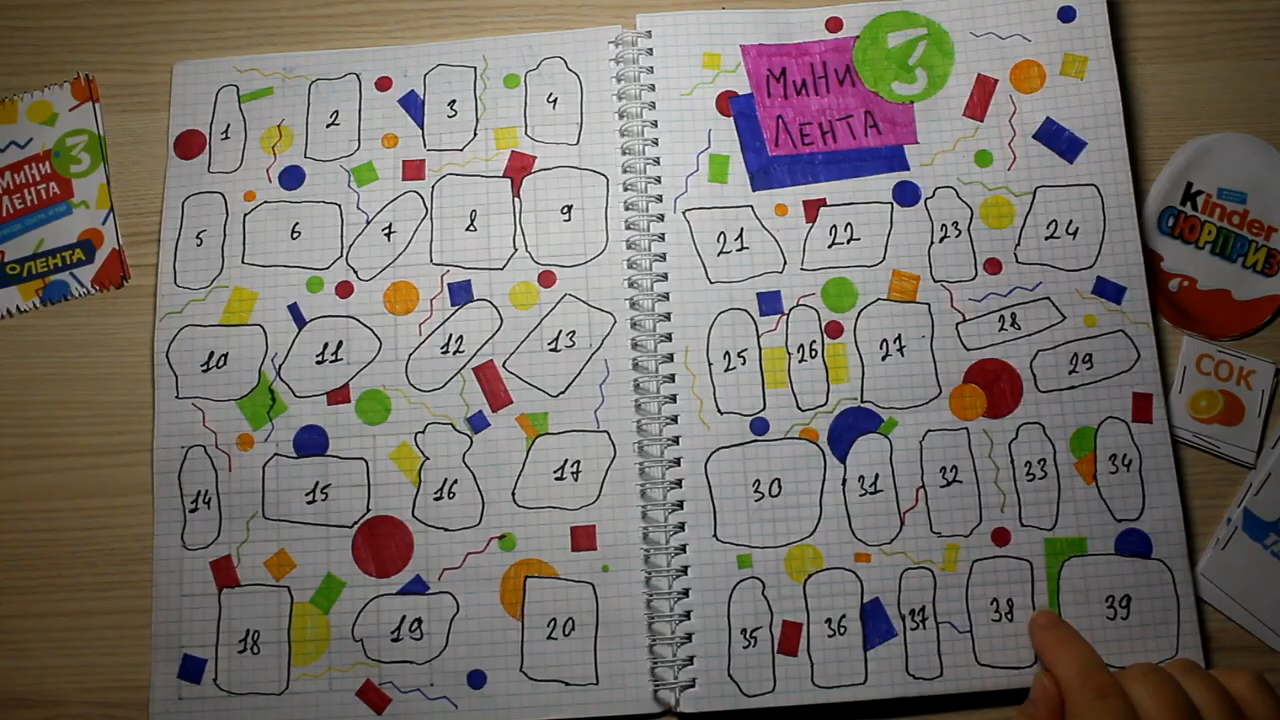 1 2 3 4
5 6 7 8 9
10 11 12 13
14 15 16 17
18 19 20
МиНи 3
ЛЕНТА
21 22 23 24
25 26 27 28 29
30 31 32 33 34
35 36 37 38 39
3
МиНи
ЛЕНТА
ЛЕНТА
Kinder
СЮРПРИЗ
СОК